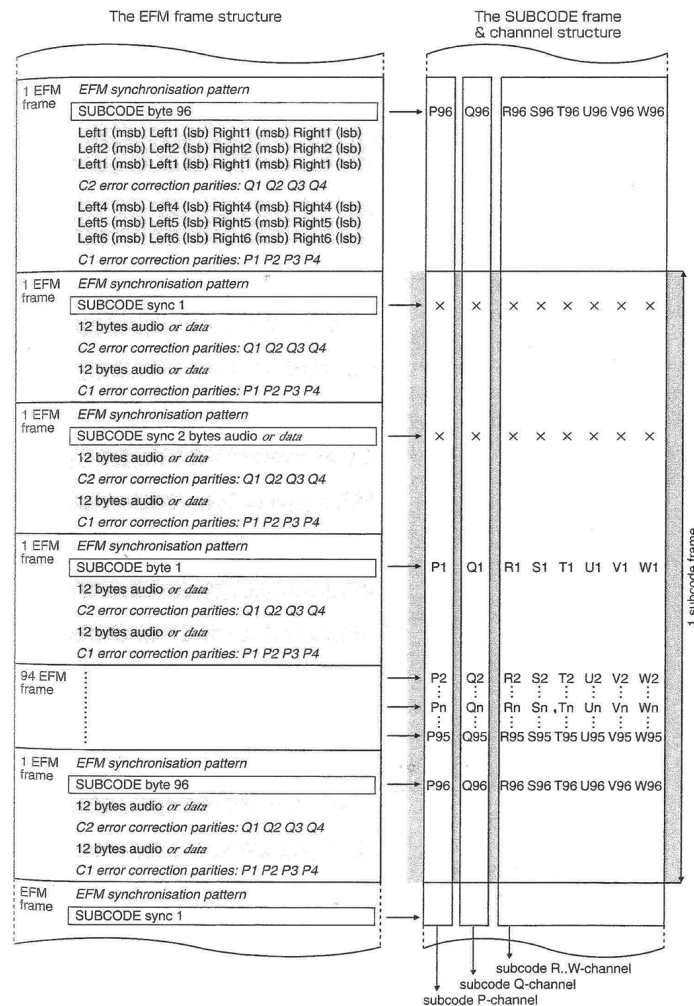 The EFM frame structure
The SUBCODE frame
& channnel structure
1 EFM
frame
EFM synchronisation pattern
SUBCODE byte 96
P96 Q96 R96 S96 T96 U96 V96 W96
Left1 (msb) Left1 (lsb) Right1 (msb) Right1 (lsb)
Left2 (msb) Left2 (lsb) Right2 (msb) Right2 (lsb)
Left1 (msb) Left1 (lsb) Right1 (msb) Right1 (lsb)
C2 error correction parities: Q1 Q2 Q3 Q4
Left4 (msb) Left4 (lsb) Right4 (msb) Right4 (lsb)
Left5 (msb) Left5 (lsb) Right5 (msb) Right5 (lsb)
Left6 (msb) Left6 (lsb) Right6 (msb) Right6 (lsb)
C1 error correction parities: P1 P2 P3 P4
1 EFM
frame
EFM synchronisation pattern
SUBCODE sync 1
× × × × × × × ×
12 bytes audio or data
C2 error correction parities: Q1 Q2 Q3 Q4
12 bytes audio or data
C1 error correction parities: P1 P2 P3 P4
1 EFM
frame
EFM synchronisation pattern
SUBCODE sync 2 bytes audio or data
× × × × × × × ×
12 bytes audio or data
C2 error correction parities: Q1 Q2 Q3 Q4
12 bytes audio or data
C1 error correction parities: P1 P2 P3 P4
1 EFM
frame
EFM synchronisation pattern
SUBCODE byte 1
P1 Q1 R1 S1 T1 U1 V1 W1
12 bytes audio or data
C2 error correction parities: Q1 Q2 Q3 Q4
12 bytes audio or data
C1 error correction parities: P1 P2 P3 P4
1 subcode frame
94 EFM
frame
P2 Q2 R2 S2 T2 U2 V2 W2
Pn Qn Rn Sn Tn Un Vn Wn
P95 Q95 R95 S95 T95 U95 V95 W95
1 EFM
frame
EFM synchronisation pattern
SUBCODE byte 96
P96 Q96 R96 S96 T96 U96 V96 W96
12 bytes audio or data
C2 error correction parities: Q1 Q2 Q3 Q4
12 bytes audio or data
C1 error correction parities: P1 P2 P3 P4
EFM
frame
EFM synchronisation pattern
SUBCODE sync 1
subcode R..W-channel
subcode Q-channel
subcode P-channel